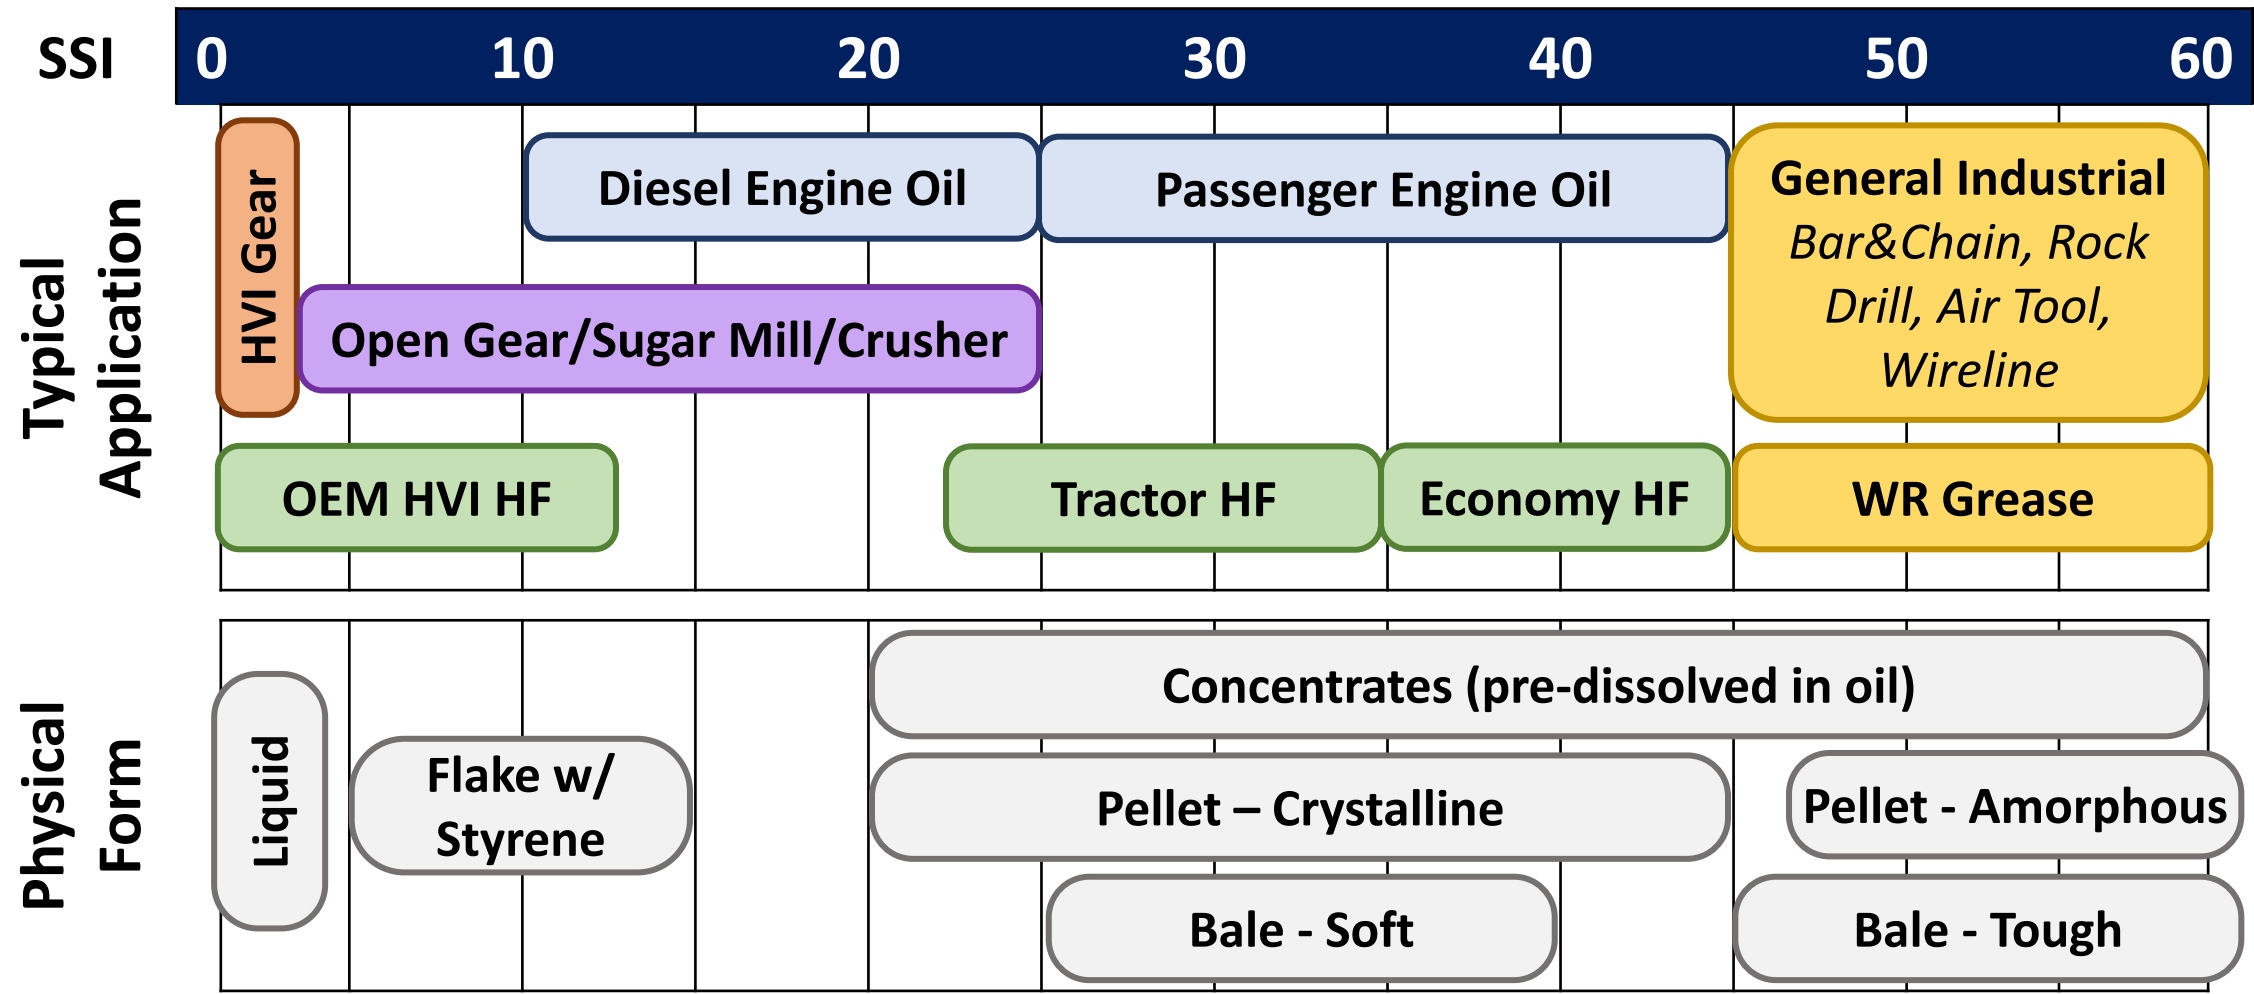 SSI 0 10 20 30 40 50 60
Typical
Application
HVI Gear
Diesel Engine Oil
Passenger Engine Oil
General Industrial
Bar&Chain, Rock
Drill, Air Tool,
Wireline
Open Gear/Sugar Mill/Crusher
OEM HVI HF
Tractor HF
Economy HF
WR Grease
Physical
Form
Liquid
Flake w/
Styrene
Concentrates (pre-dissolved in oil)
Pellet – Crystalline
Pellet - Amorphous
Bale - Soft
Bale - Tough